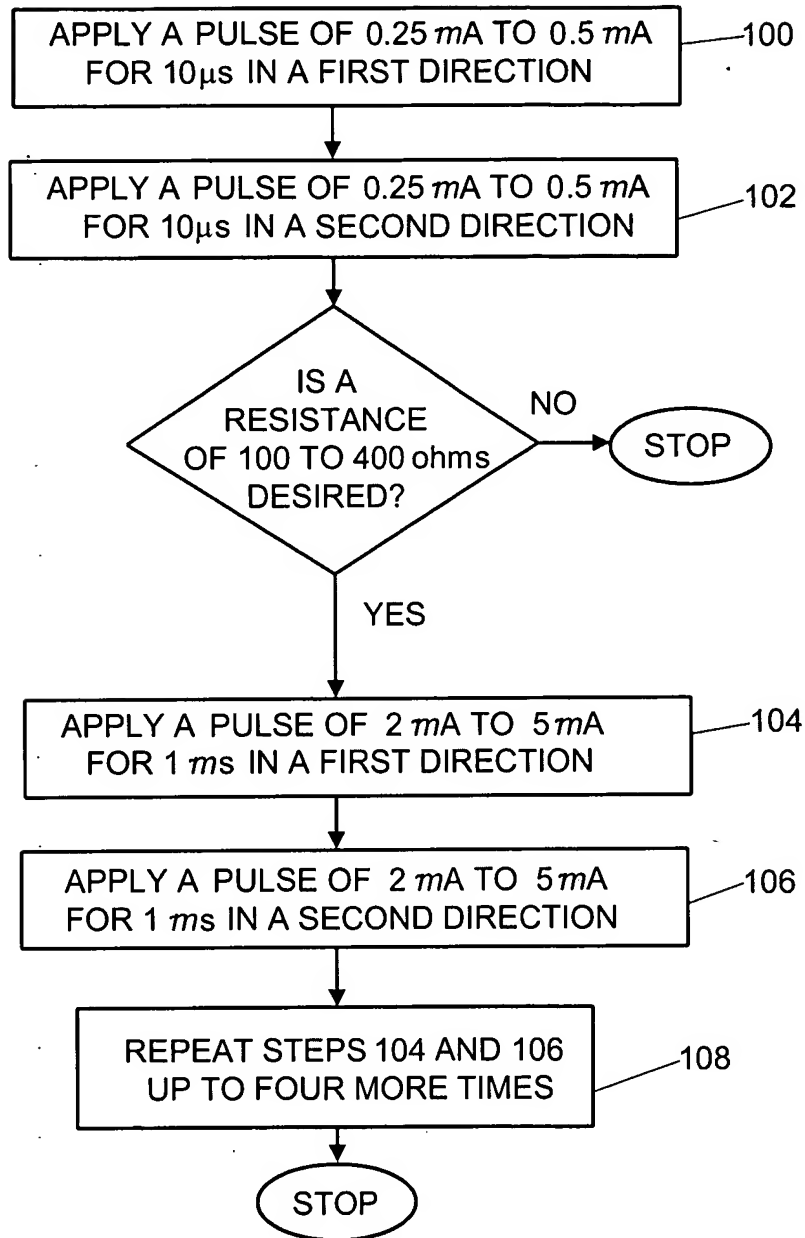 APPLY A PULSE OF 0.25 mA TO 0.5 mA
FOR 10μs IN A FIRST DIRECTION
100
APPLY A PULSE OF 0.25 mA TO 0.5 mA
FOR 10μs IN A SECOND DIRECTION
102
IS A
RESISTANCE
OF 100 TO 400 ohms
DESIRED?
NO
STOP
YES
APPLY A PULSE OF 2 mA TO 5 mA
FOR 1 ms IN A FIRST DIRECTION
104
APPLY A PULSE OF 2 mA TO 5 mA
FOR 1 ms IN A SECOND DIRECTION
106
REPEAT STEPS 104 AND 106
UP TO FOUR MORE TIMES
108
STOP